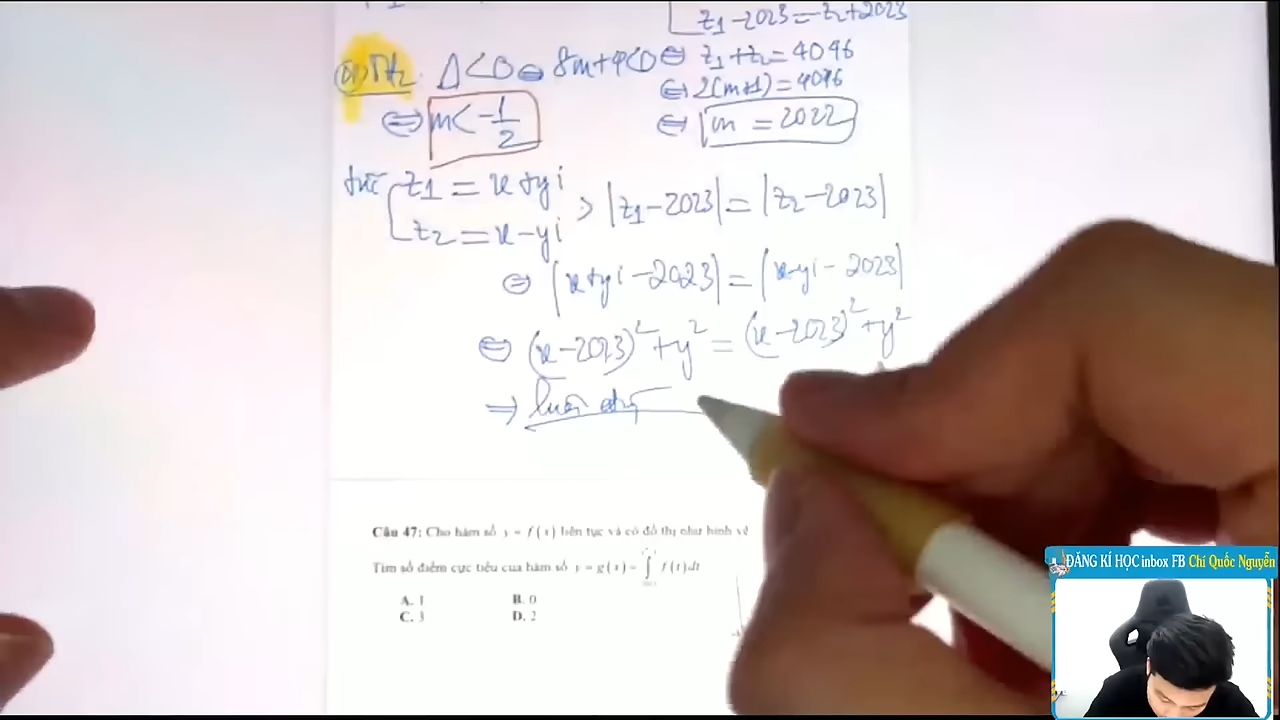 z1 - 2023 = -z2 + 2023
Δ < 0 ⇔ 8m + 4 < 0
⇔ z1 + z2 = 4046
⇔ 2(m+1) = 4046
⇔ m < -1/2
⇔ m = 2022
z1 = x + yi
z2 = x - yi
> |z1 - 2023| = |z2 - 2023|
⇔ |x + yi - 2023| = |x - yi - 2023|
⇔ (x - 2023)² + y² = (x - 2023)² + y²
⇒ luôn đúng
Câu 47: Cho hàm số y = f(x) liên tục và có đồ thị như hình vẽ
Tìm số điểm cực tiểu của hàm số y = g(x) = ∫ f(t)dt
A. 1 B. 0
C. 3 D. 2
ĐĂNG KÍ HỌC inbox FB Chí Quốc Nguyễn